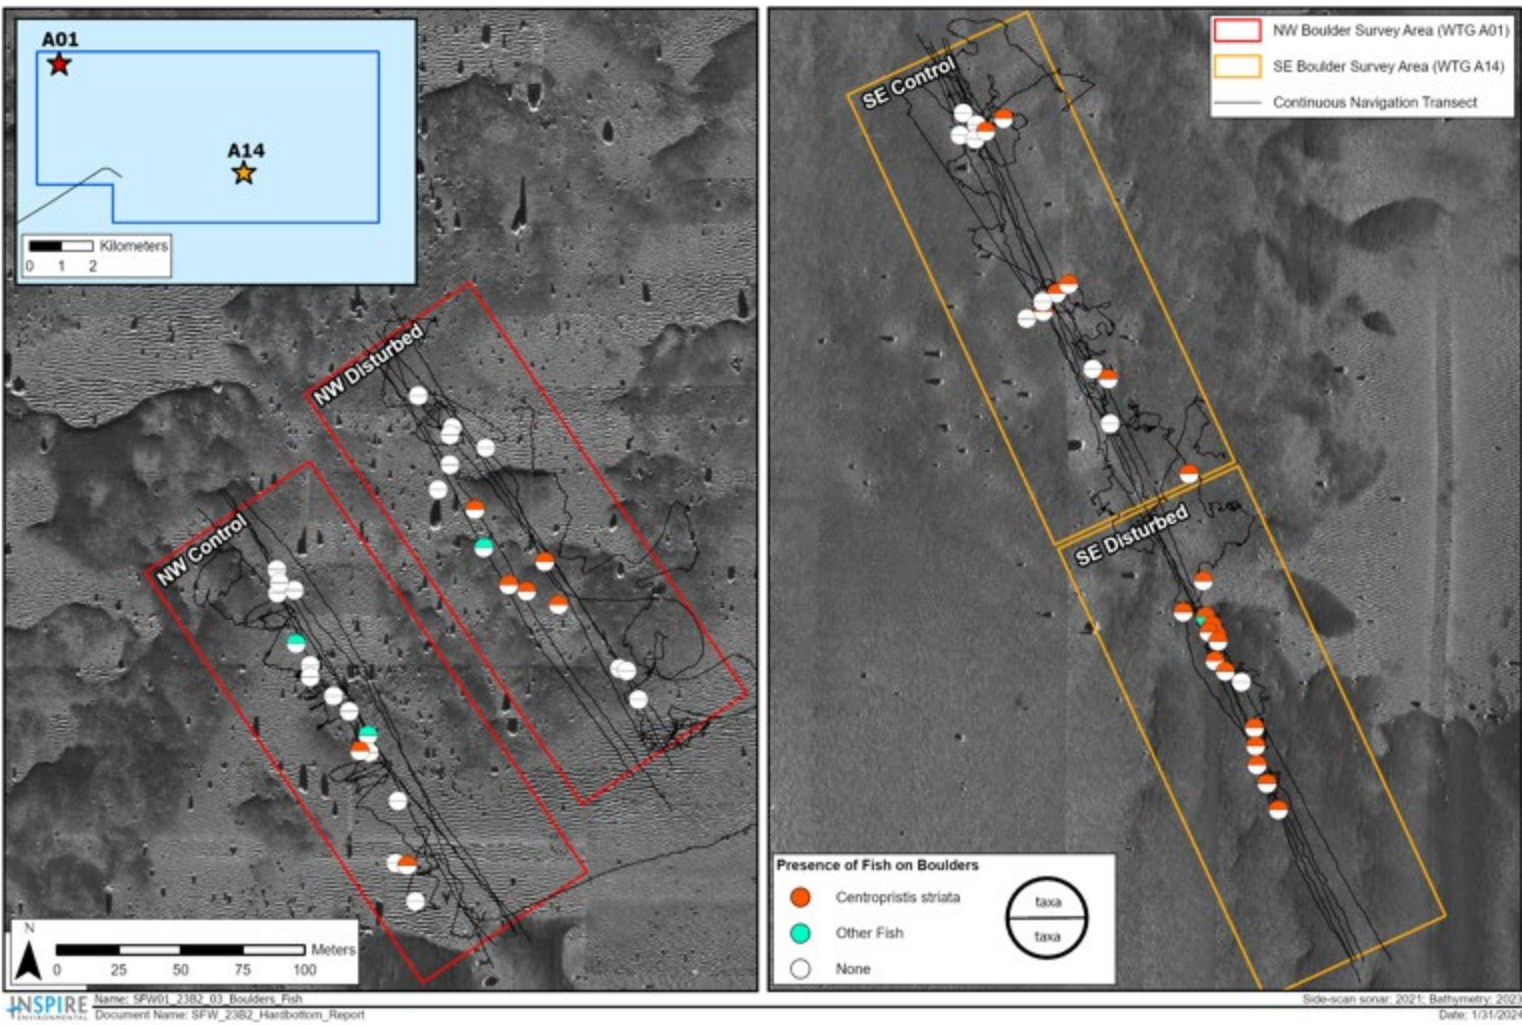 A01
A14
Kilometers
0 1 2
NW Disturbed
NW Control
N
Meters
0 25 50 75 100
SE Control
SE Disturbed
NW Boulder Survey Area (WTG A01)
SE Boulder Survey Area (WTG A14)
Continuous Navigation Transect
Presence of Fish on Boulders
Centropristis striata
Other Fish
None
taxa
taxa
INSPIRE
ENVIRONMENTAL
Name: SFW01_23B2_03_Boulders_Fish
Document Name: SFW_23B2_Hardbottom_Report
Side-scan sonar: 2021; Bathymetry: 2023
Date: 1/31/2024